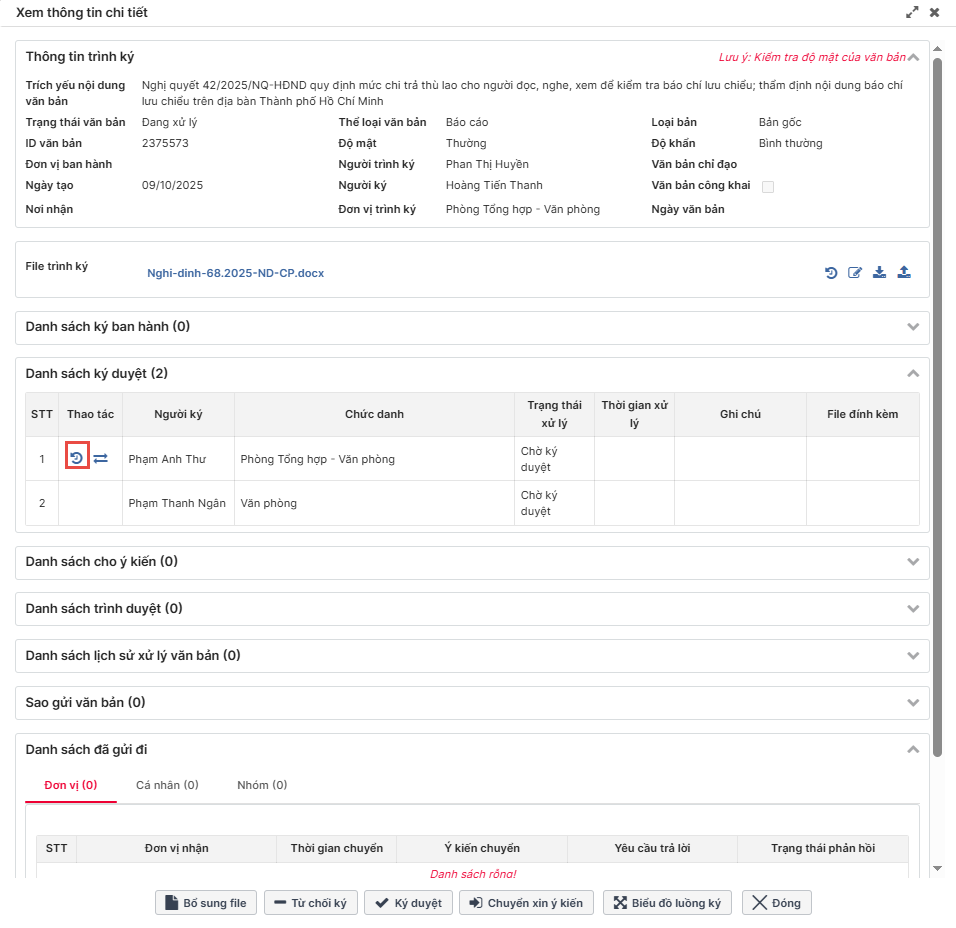 Xem thông tin chi tiết
Thông tin trình ký
Lưu ý: Kiểm tra độ mật của văn bản
Trích yếu nội dung văn bản
Nghị quyết 42/2025/NQ-HĐND quy định mức chi trả thù lao cho người đọc, nghe, xem để kiểm tra báo chí lưu chiểu; thẩm định nội dung báo chí
lưu chiểu trên địa bàn Thành phố Hồ Chí Minh
Trạng thái văn bản Đang xử lý Thể loại văn bản Báo cáo Loại bản Bản gốc
ID văn bản 2375573 Độ mật Thường Độ khẩn Bình thường
Đơn vị ban hành Người trình ký Phan Thị Huyền Văn bản chỉ đạo
Ngày tạo 09/10/2025 Người ký Hoàng Tiến Thanh Văn bản công khai
Nơi nhận Đơn vị trình ký Phòng Tổng hợp - Văn phòng Ngày văn bản
File trình ký
Nghi-dinh-68.2025-ND-CP.docx
Danh sách ký ban hành (0)
Danh sách ký duyệt (2)
STT Thao tác Người ký Chức danh Trạng thái xử lý Thời gian xử lý Ghi chú File đính kèm
1 Phạm Anh Thư Phòng Tổng hợp - Văn phòng Chờ ký duyệt
2 Phạm Thanh Ngân Văn phòng Chờ ký duyệt
Danh sách cho ý kiến (0)
Danh sách trình duyệt (0)
Danh sách lịch sử xử lý văn bản (0)
Sao gửi văn bản (0)
Danh sách đã gửi đi
Đơn vị (0) Cá nhân (0) Nhóm (0)
STT Đơn vị nhận Thời gian chuyển Ý kiến chuyển Yêu cầu trả lời Trạng thái phản hồi
Danh sách rỗng!
Bổ sung file Từ chối ký Ký duyệt Chuyển xin ý kiến Biểu đồ luồng ký Đóng